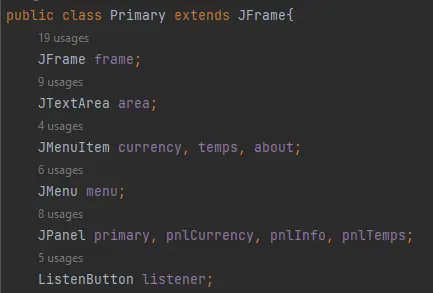 public class Primary extends JFrame{
19 usages
JFrame frame;
9 usages
JTextArea area;
4 usages
JMenuItem currency, temps, about;
6 usages
JMenu menu;
8 usages
JPanel primary, pnlCurrency, pnlInfo, pnlTemps;
5 usages
ListenButton listener;